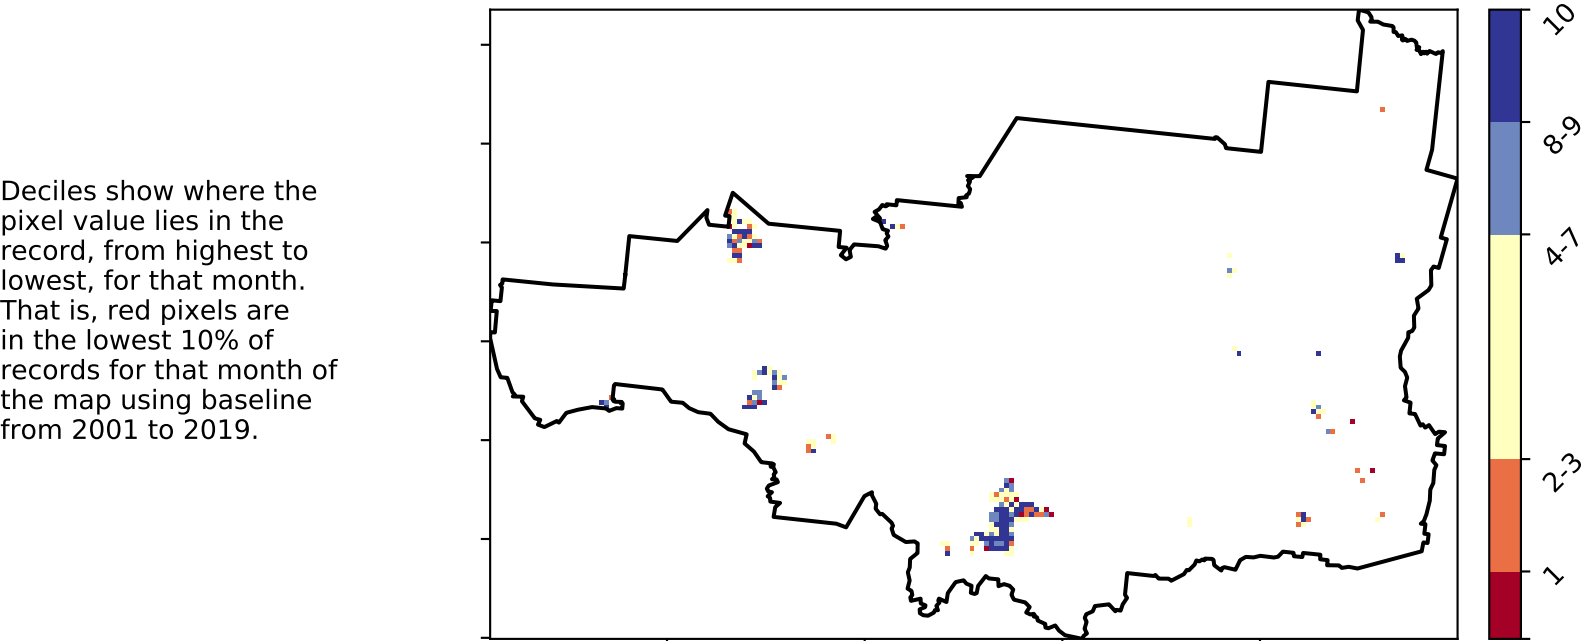 Deciles show where the
pixel value lies in the
record, from highest to
lowest, for that month.
That is, red pixels are
in the lowest 10% of
records for that month of
the map using baseline
from 2001 to 2019.
10
8-9
4-7
2-3
1